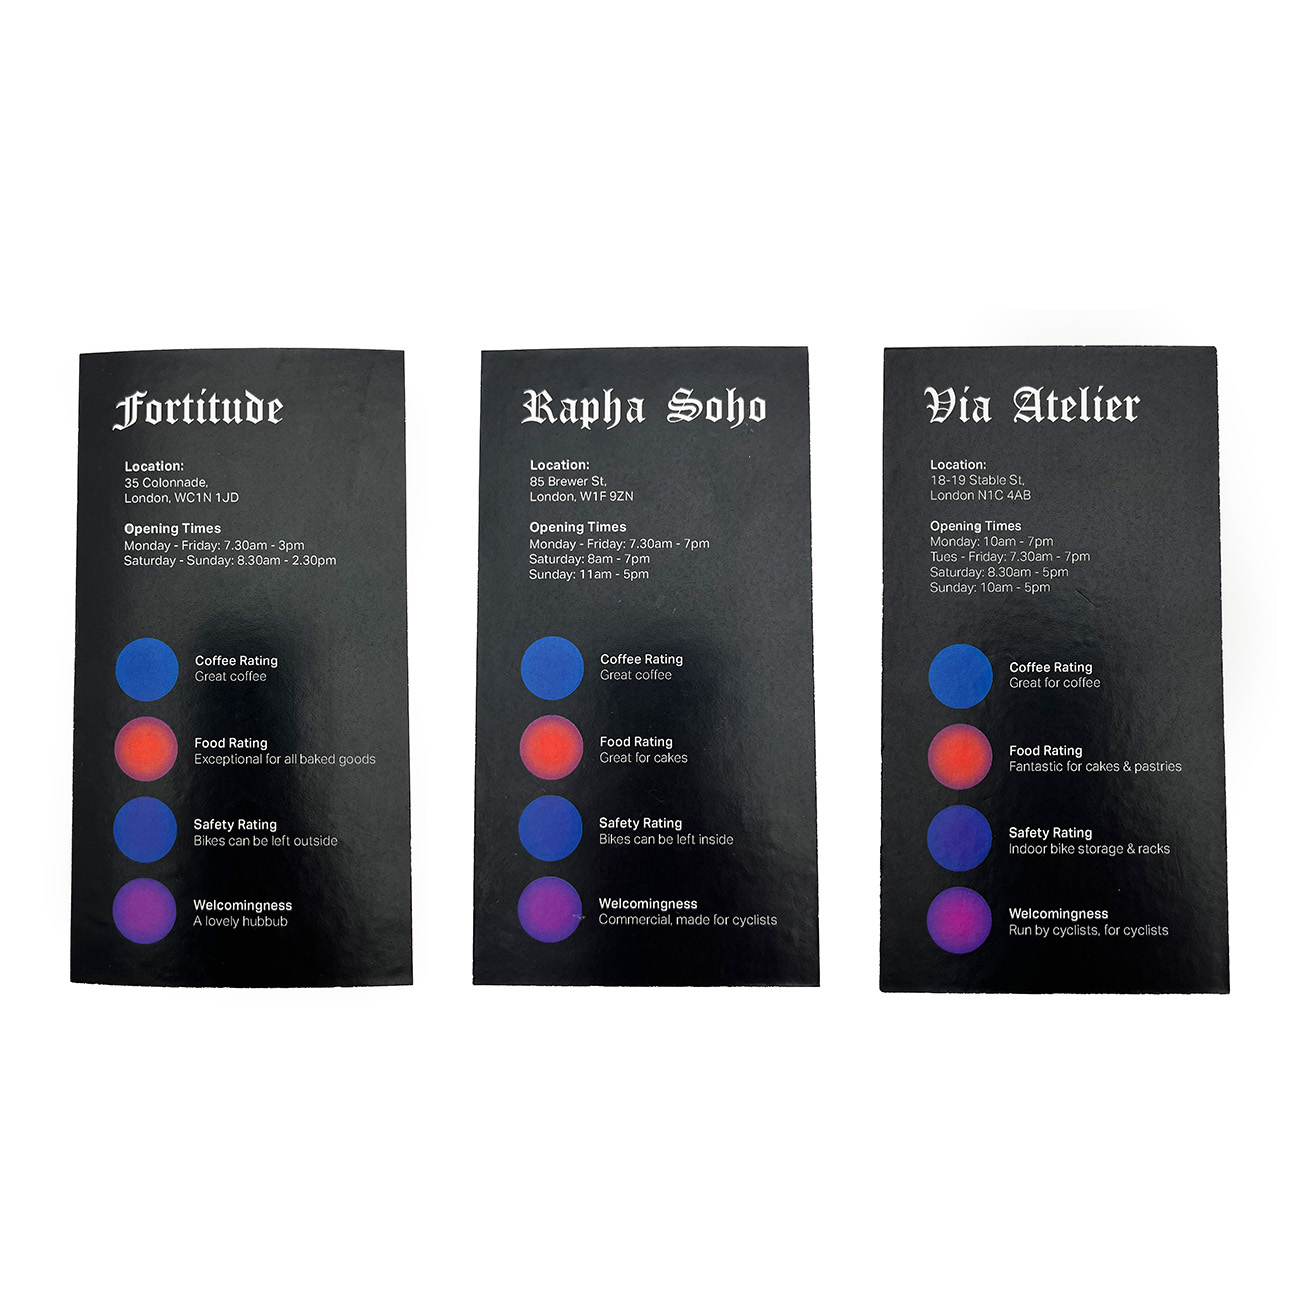 Fortitude
Location:
35 Colonnade,
London, WC1N 1JD
Opening Times
Monday - Friday: 7.30am - 3pm
Saturday - Sunday: 8.30am - 2.30pm
Coffee Rating
Great coffee
Food Rating
Exceptional for all baked goods
Safety Rating
Bikes can be left outside
Welcomingness
A lovely hubbub
Rapha Soho
Location:
85 Brewer St,
London, W1F 9ZN
Opening Times
Monday - Friday: 7.30am - 7pm
Saturday: 8am - 7pm
Sunday: 11am - 5pm
Coffee Rating
Great coffee
Food Rating
Great for cakes
Safety Rating
Bikes can be left inside
Welcomingness
Commercial, made for cyclists
Via Atelier
Location:
18-19 Stable St,
London N1C 4AB
Opening Times
Monday: 10am - 7pm
Tues - Friday: 7.30am - 7pm
Saturday: 8.30am - 5pm
Sunday: 10am - 5pm
Coffee Rating
Great for coffee
Food Rating
Fantastic for cakes & pastries
Safety Rating
Indoor bike storage & racks
Welcomingness
Run by cyclists, for cyclists